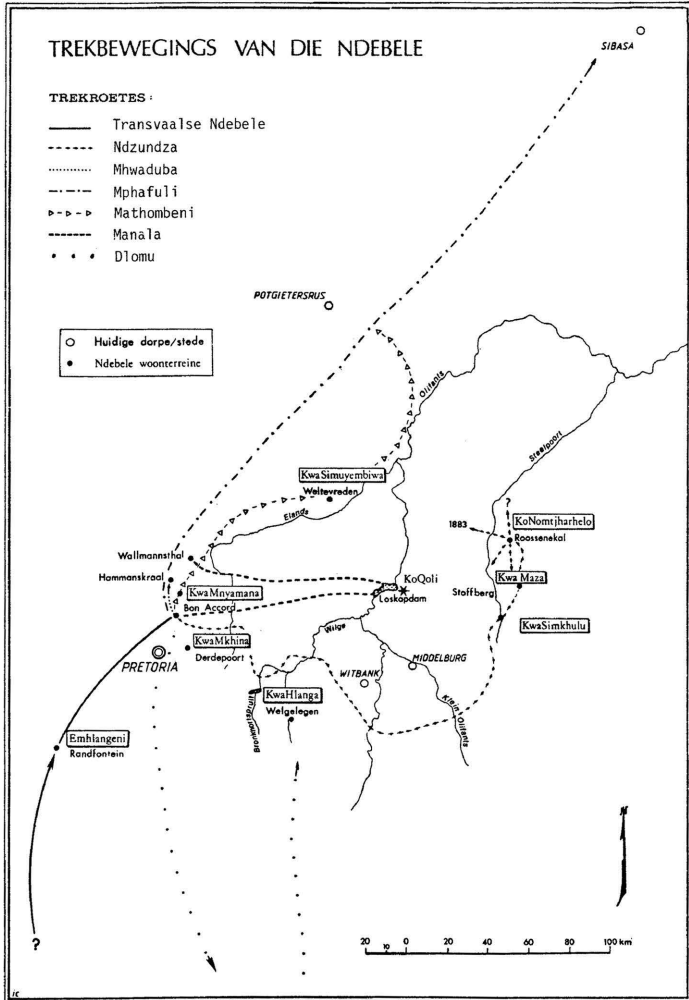 TREKBEWEGINGS VAN DIE NDEBELE
SIBASA
TREKROETES :
Transvaalse Ndebele
Ndzundza
Mhwaduba
Mphafuli
Mathombeni
Manala
Dlomu
POTGIETERSRUS
Huidige dorpe/stede
Ndebele woonterreine
Olifants
Steelpoort
KwaSimuyembiwa
Weltevreden
Elands
?
1883
KoNomtjharhelo
Roossenekal
Wallmannsthal
Hammanskraal
KoQoli
Kwa Maza
KwaMnyamana
Loskopdam
Stoffberg
Bon Accord
KwaSimkhulu
KwaMkhina
Wilge
Derdepoort
PRETORIA
MIDDELBURG
WITBANK
KwaHlanga
Welgelegen
Bronkhorstspruit
Klein Olifants
Emhlangeni
Randfontein
N
?
20 10 0 20 40 60 80 100 km
ic